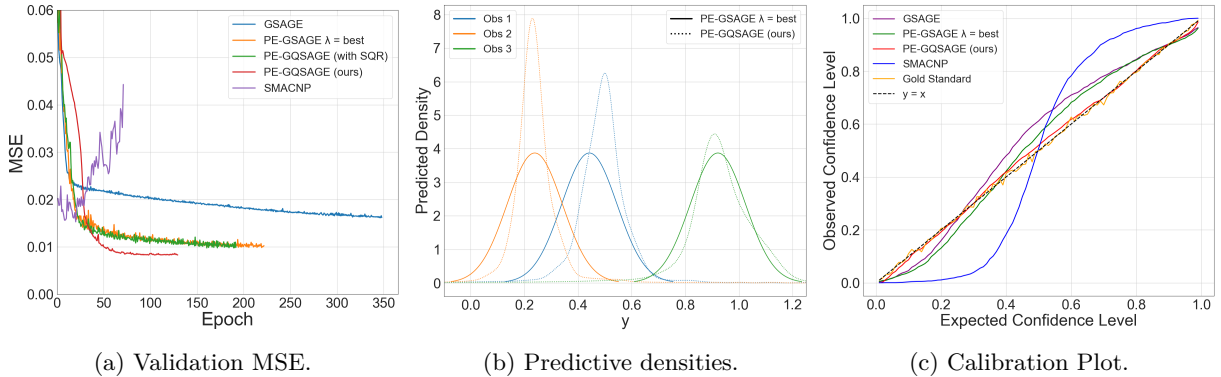 0.06
0.05
0.04
0.03
0.02
0.01
0.00
MSE
0
50
100
150
200
250
300
350
Epoch
GSAGE
PE-GSAGE λ = best
PE-GQSAGE (with SQR)
PE-GQSAGE (ours)
SMACNP
(a) Validation MSE.
8
7
6
5
4
3
2
1
0
Predicted Density
0.0
0.2
0.4
0.6
0.8
1.0
1.2
y
Obs 1
Obs 2
Obs 3
PE-GSAGE λ = best
PE-GQSAGE (ours)
(b) Predictive densities.
1.0
0.8
0.6
0.4
0.2
0.0
Observed Confidence Level
0.0
0.2
0.4
0.6
0.8
1.0
Expected Confidence Level
GSAGE
PE-GSAGE λ = best
PE-GQSAGE (ours)
SMACNP
Gold Standard
y = x
(c) Calibration Plot.